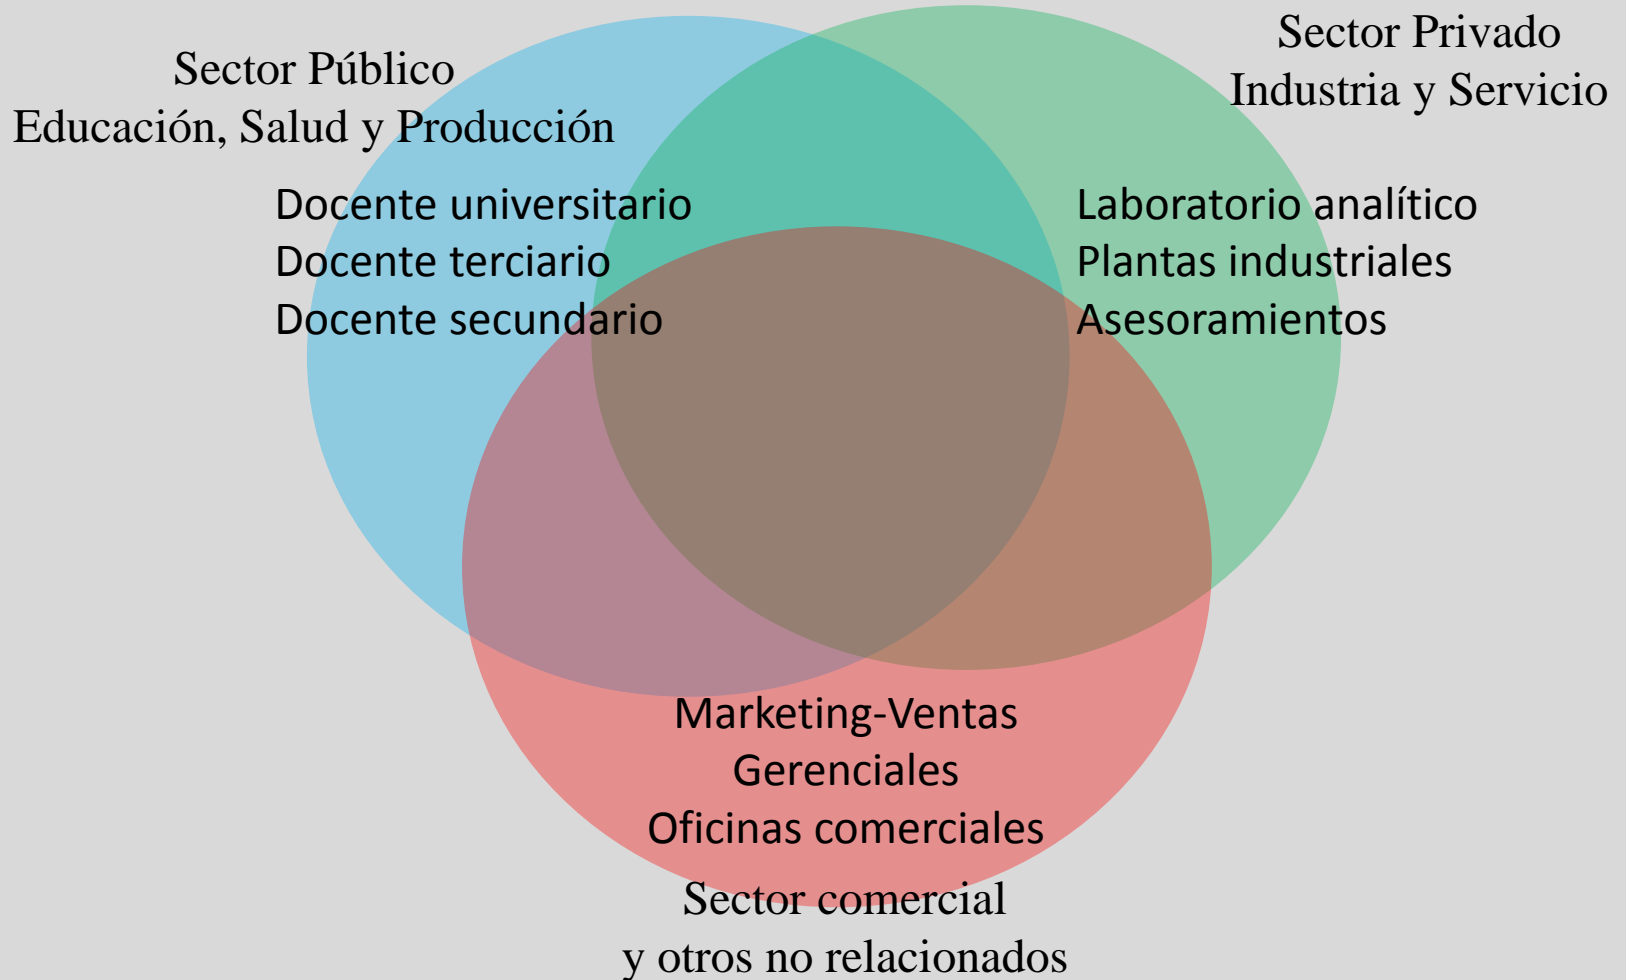 Sector Público
Educación, Salud y Producción
Sector Privado
Industria y Servicio
Docente universitario
Docente terciario
Docente secundario
Laboratorio analítico
Plantas industriales
Asesoramientos
Marketing-Ventas
Gerenciales
Oficinas comerciales
Sector comercial
y otros no relacionados